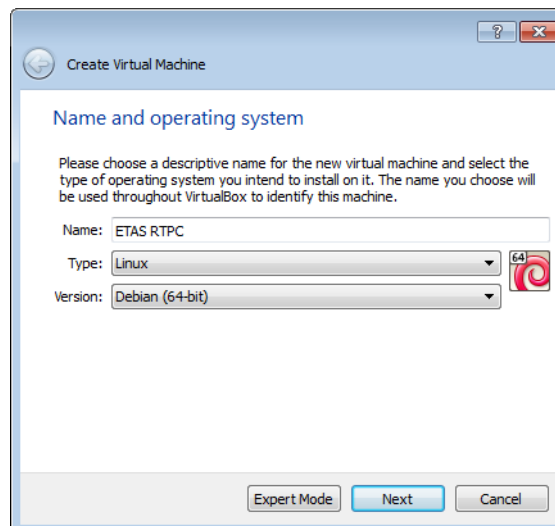 ?
Create Virtual Machine
Name and operating system
Please choose a descriptive name for the new virtual machine and select the
type of operating system you intend to install on it. The name you choose will
be used throughout VirtualBox to identify this machine.
Name: ETAS RTPC
Type: Linux
64
Version: Debian (64-bit)
Expert Mode Next Cancel